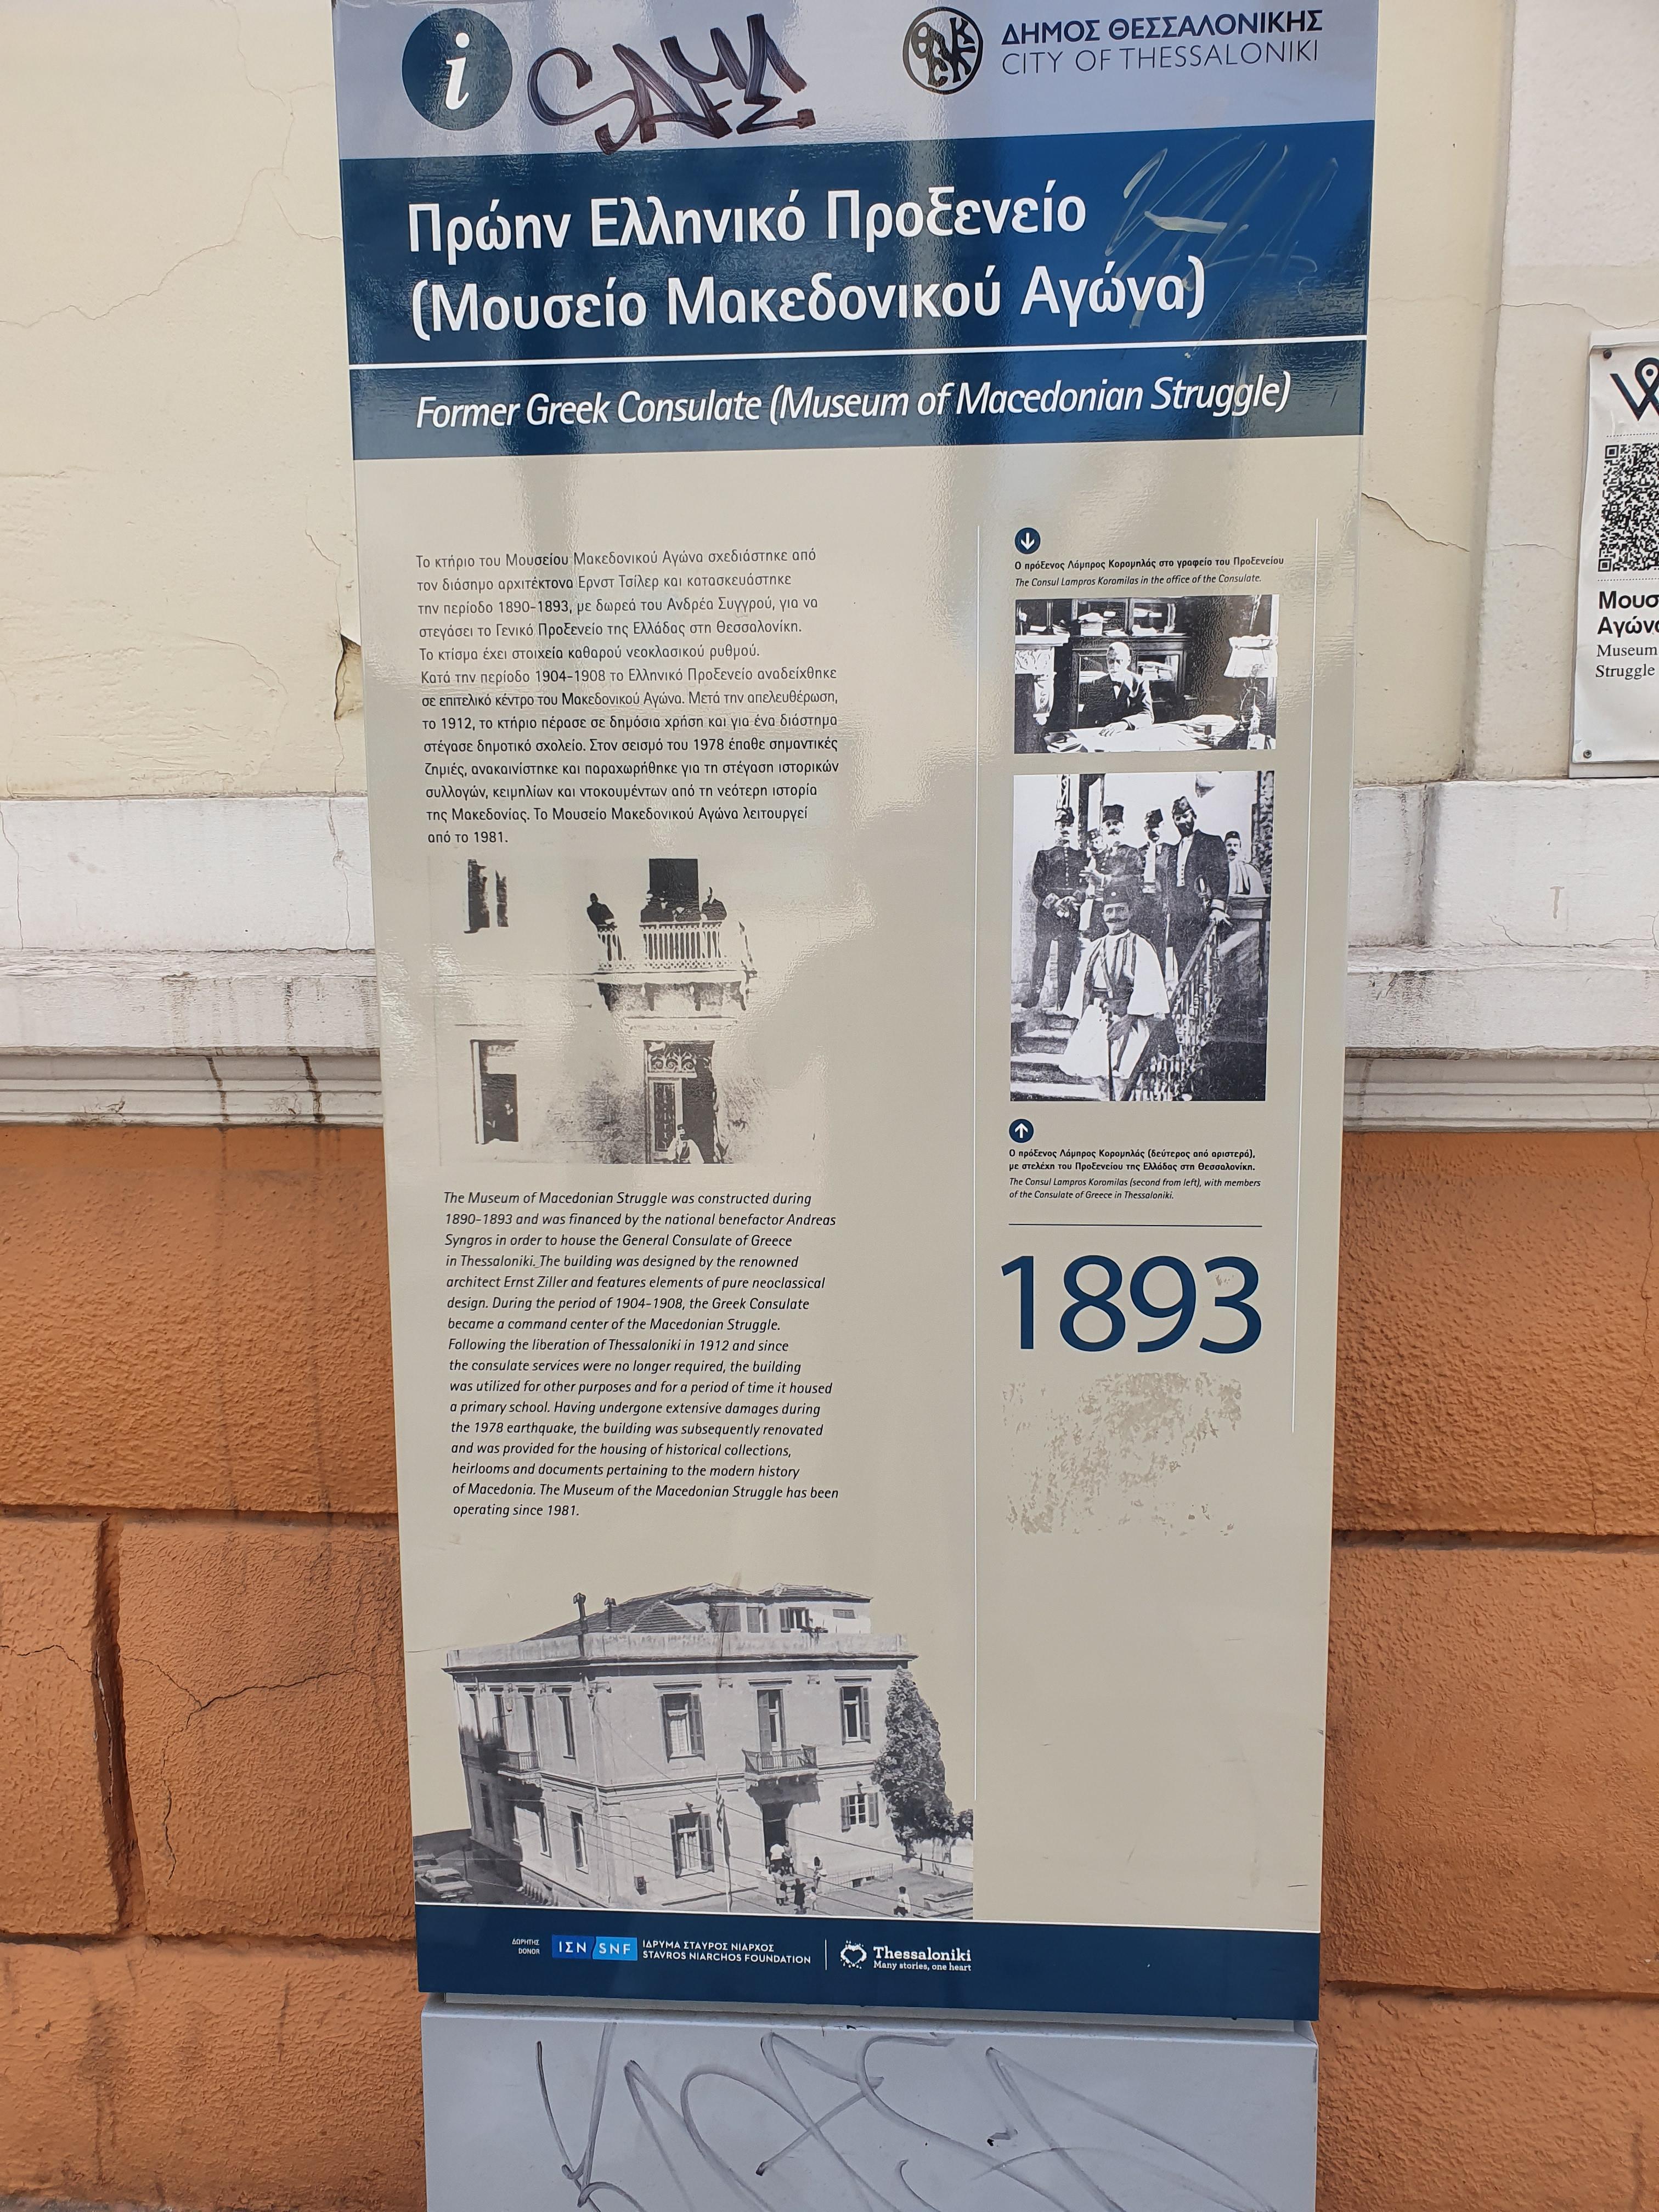 i
ΔΗΜΟΣ ΘΕΣΣΑΛΟΝΙΚΗΣ
CITY OF THESSALONIKI
Πρώην Ελληνικό Προξενείο
(Μουσείο Μακεδονικού Αγώνα)
Former Greek Consulate (Museum of Macedonian Struggle)
Το κτήριο του Μουσείου Μακεδονικού Αγώνα σχεδιάστηκε από
τον διάσημο αρχιτέκτονα Ερνστ Τσίλερ και κατασκευάστηκε
την περίοδο 1890-1893, με δωρεά του Ανδρέα Συγγρού, για να
στεγάσει το Γενικό Προξενείο της Ελλάδας στη Θεσσαλονίκη.
Το κτίσμα έχει στοιχεία καθαρού νεοκλασικού ρυθμού.
Κατά την περίοδο 1904-1908 το Ελληνικό Προξενείο αναδείχθηκε
σε επιτελικό κέντρο του Μακεδονικού Αγώνα. Μετά την απελευθέρωση,
το 1912, το κτήριο πέρασε σε δημόσια χρήση και για ένα διάστημα
στέγασε δημοτικό σχολείο. Στον σεισμό του 1978 έπαθε σημαντικές
ζημιές, ανακαινίστηκε και παραχωρήθηκε για τη στέγαση ιστορικών
συλλογών, κειμηλίων και ντοκουμέντων από τη νεότερη ιστορία
της Μακεδονίας. Το Μουσείο Μακεδονικού Αγώνα λειτουργεί
από το 1981.
The Museum of Macedonian Struggle was constructed during
1890-1893 and was financed by the national benefactor Andreas
Syngros in order to house the General Consulate of Greece
in Thessaloniki. The building was designed by the renowned
architect Ernst Ziller and features elements of pure neoclassical
design. During the period of 1904-1908, the Greek Consulate
became a command center of the Macedonian Struggle.
Following the liberation of Thessaloniki in 1912 and since
the consulate services were no longer required, the building
was utilized for other purposes and for a period of time it housed
a primary school. Having undergone extensive damages during
the 1978 earthquake, the building was subsequently renovated
and was provided for the housing of historical collections,
heirlooms and documents pertaining to the modern history
of Macedonia. The Museum of the Macedonian Struggle has been
operating since 1981.
Ο πρόξενος Λάμπρος Κορομηλάς στο γραφείο του Προξενείου
The Consul Lampros Koromilas in the office of the Consulate.
Ο πρόξενος Λάμπρος Κορομηλάς (δεύτερος από αριστερά),
με στελέχη του Προξενείου της Ελλάδας στη Θεσσαλονίκη.
The Consul Lampros Koromilas (second from left), with members
of the Consulate of Greece in Thessaloniki.
1893
ΔΩΡΗΤΗΣ
DONOR
ΙΣΝ SNF
ΙΔΡΥΜΑ ΣΤΑΥΡΟΣ ΝΙΑΡΧΟΣ
STAVROS NIARCHOS FOUNDATION
Thessaloniki
Many stories, one heart
Μουσ
Αγώνα
Museum
Struggle